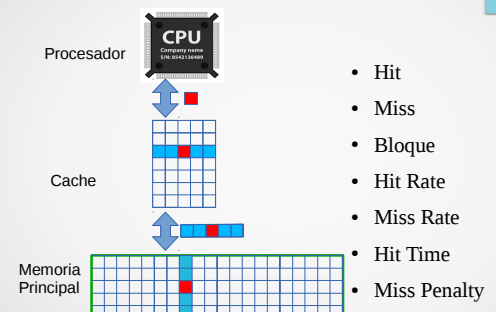 Procesador
CPU
Company name
S/N: 8542136489
Cache
Memoria
Principal
• Hit
• Miss
• Bloque
• Hit Rate
• Miss Rate
• Hit Time
• Miss Penalty